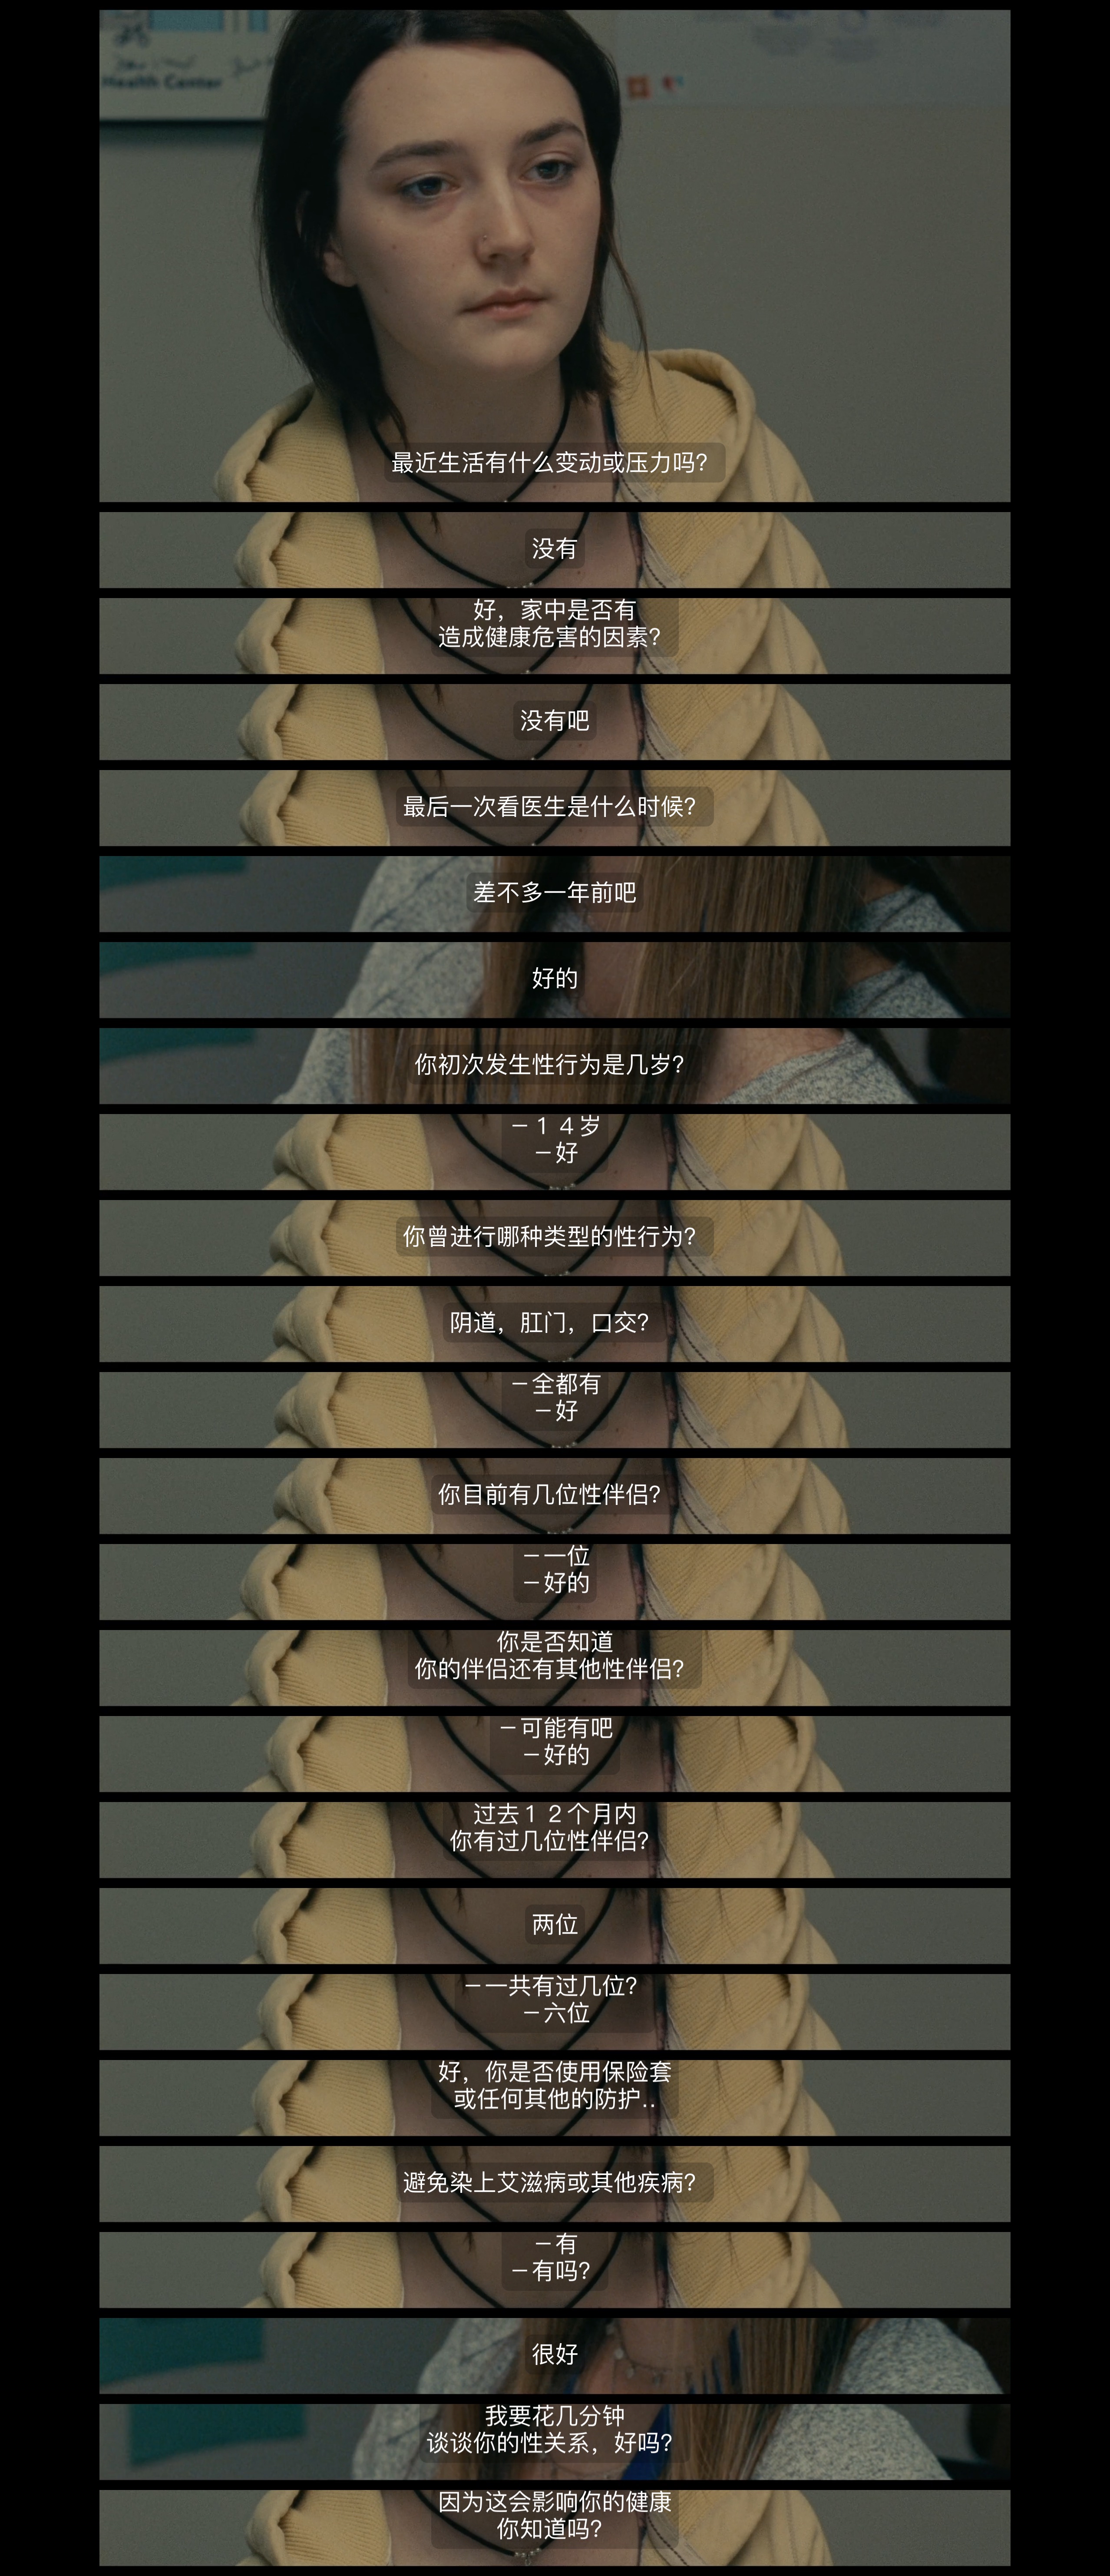 Health Center
最近生活有什么变动或压力吗？
没有
好，家中是否有
造成健康危害的因素？
没有吧
最后一次看医生是什么时候？
差不多一年前吧
好的
你初次发生性行为是几岁？
－１４岁
－好
你曾进行哪种类型的性行为？
阴道，肛门，口交？
－全都有
－好
你目前有几位性伴侣？
－一位
－好的
你是否知道
你的伴侣还有其他性伴侣？
－可能有吧
－好的
过去１２个月内
你有过几位性伴侣？
两位
－一共有过几位？
－六位
好，你是否使用保险套
或任何其他的防护..
避免染上艾滋病或其他疾病？
－有
－有吗？
很好
我要花几分钟
谈谈你的性关系，好吗？
因为这会影响你的健康
你知道吗？